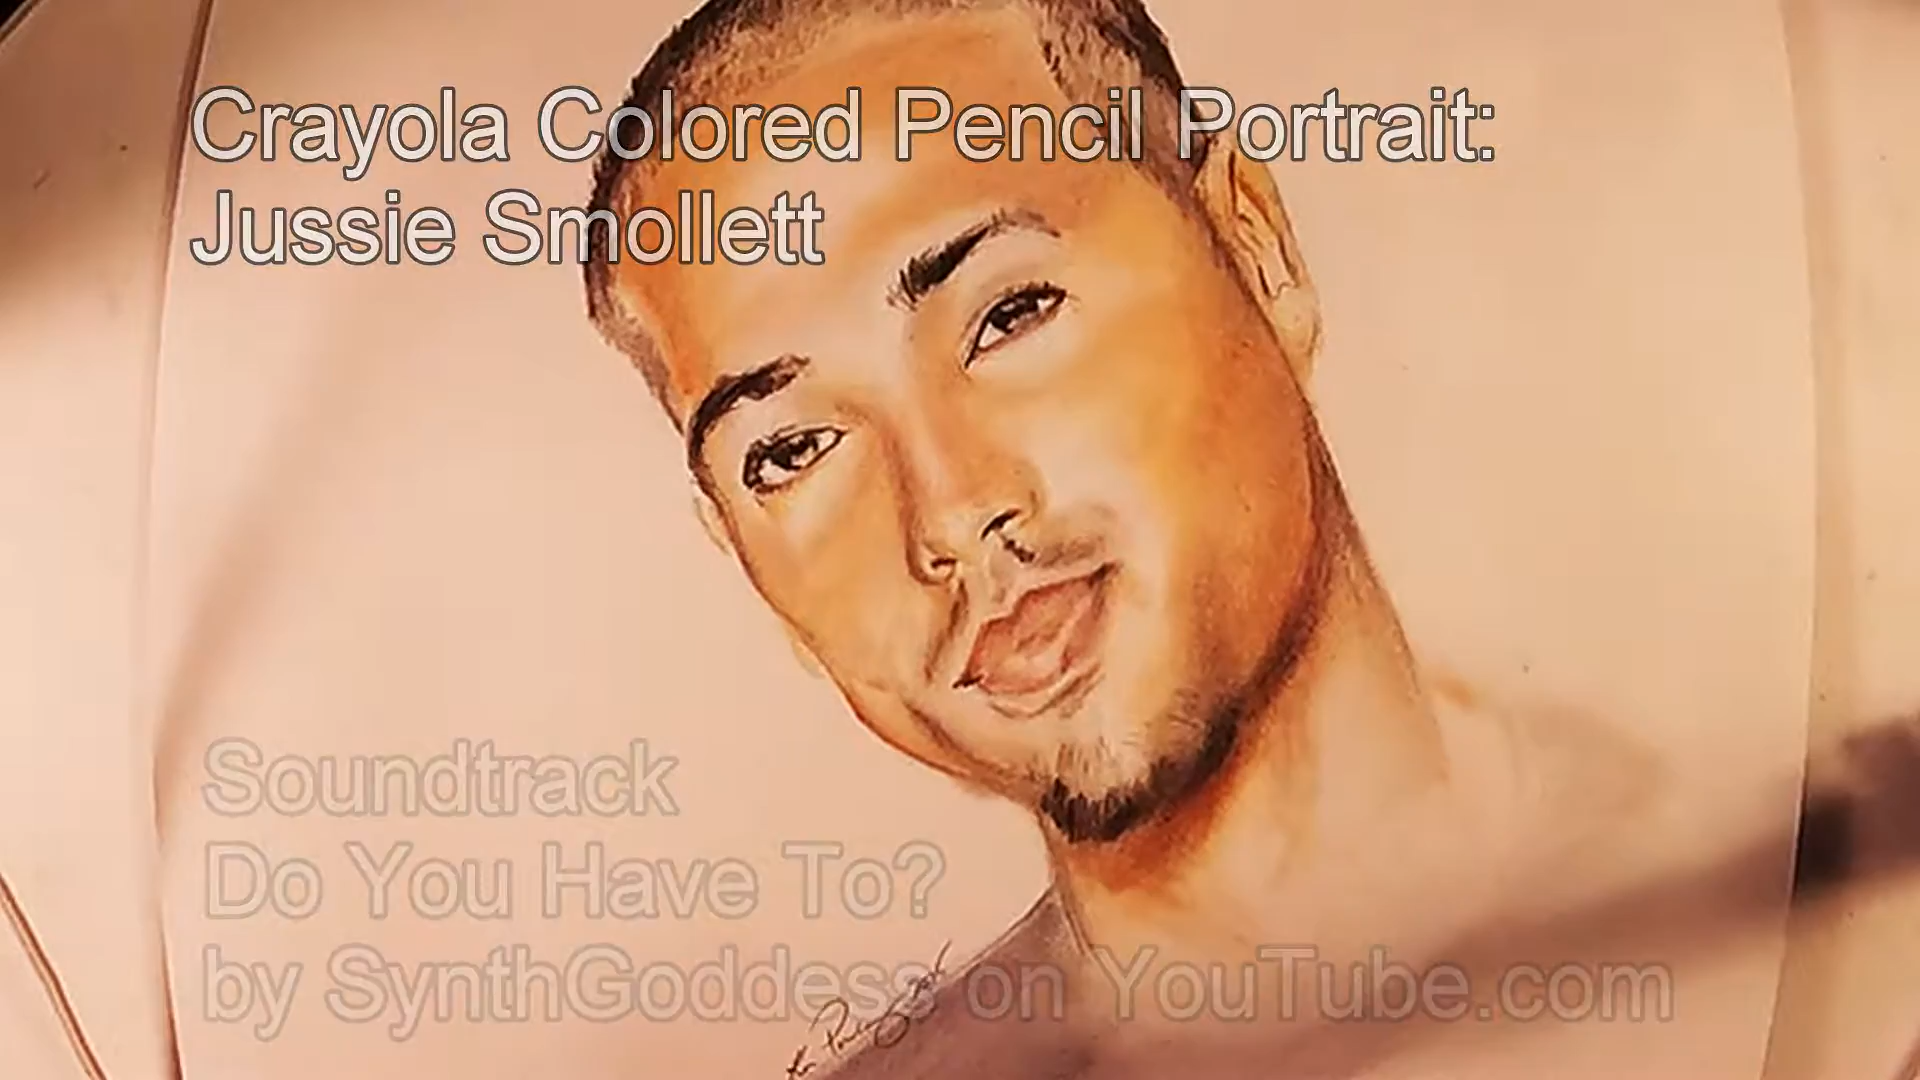 Crayola Colored Pencil Portrait:
Jussie Smollett
Soundtrack
Do You Have To?
by SynthGoddess on YouTube.com